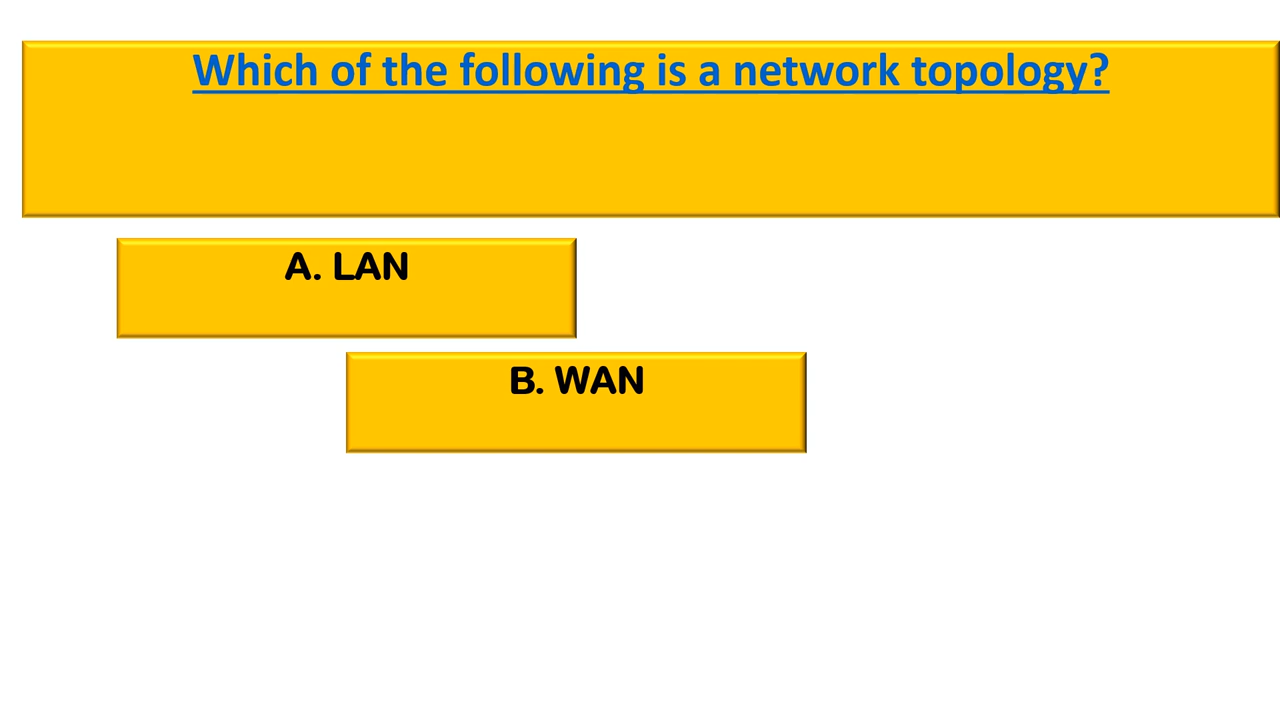 Which of the following is a network topology?
A. LAN
B. WAN